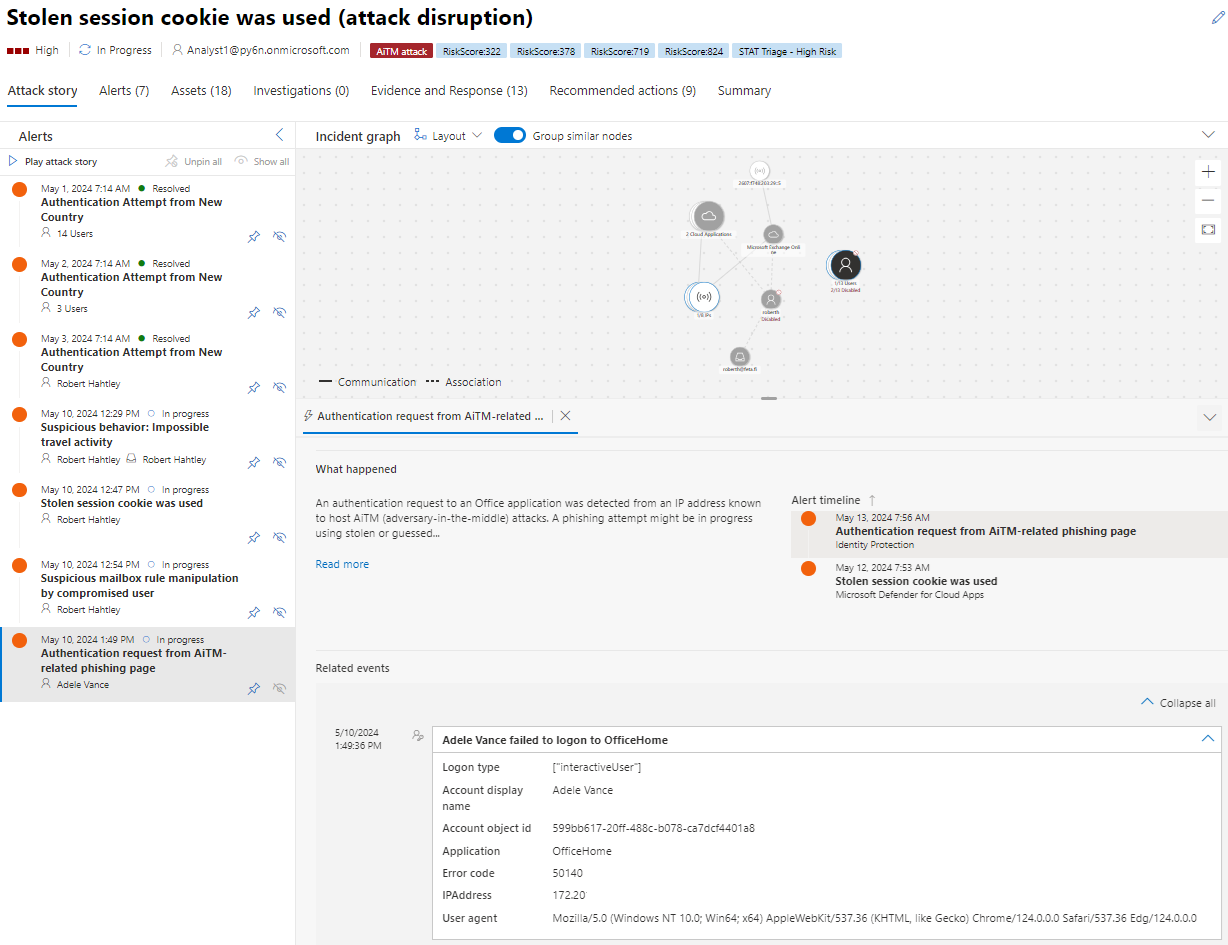 Stolen session cookie was used (attack disruption)
High In Progress Analyst1@py6n.onmicrosoft.com AiTM attack RiskScore:322 RiskScore:378 RiskScore:719 RiskScore:824 STAT Triage - High Risk
Attack story Alerts (7) Assets (18) Investigations (0) Evidence and Response (13) Recommended actions (9) Summary
Alerts
Play attack story Unpin all Show all
May 1, 2024 7:14 AM Resolved
Authentication Attempt from New
Country
14 Users
May 2, 2024 7:14 AM Resolved
Authentication Attempt from New
Country
3 Users
May 3, 2024 7:14 AM Resolved
Authentication Attempt from New
Country
Robert Hahtley
May 10, 2024 12:29 PM In progress
Suspicious behavior: Impossible
travel activity
Robert Hahtley Robert Hahtley
May 10, 2024 12:47 PM In progress
Stolen session cookie was used
Robert Hahtley
May 10, 2024 12:54 PM In progress
Suspicious mailbox rule manipulation
by compromised user
Robert Hahtley
May 10, 2024 1:49 PM In progress
Authentication request from AiTM-
related phishing page
Adele Vance
Incident graph Layout Group similar nodes
2 Cloud Applications
Microsoft Exchange Onli
ne
1/13 Users
2/13 Disabled
1/8 IPs
roberth
Disabled
Communication Association
Authentication request from AiTM-related ...
What happened
An authentication request to an Office application was detected from an IP address known
to host AiTM (adversary-in-the-middle) attacks. A phishing attempt might be in progress
using stolen or guessed...
Read more
Alert timeline
May 13, 2024 7:56 AM
Authentication request from AiTM-related phishing page
Identity Protection
May 12, 2024 7:53 AM
Stolen session cookie was used
Microsoft Defender for Cloud Apps
Related events
Collapse all
5/10/2024
1:49:36 PM
Adele Vance failed to logon to OfficeHome
Logon type ["interactiveUser"]
Account display
name
Adele Vance
Account object id 599bb617-20ff-488c-b078-ca7dcf4401a8
Application OfficeHome
Error code 50140
IPAddress 172.20
User agent Mozilla/5.0 (Windows NT 10.0; Win64; x64) AppleWebKit/537.36 (KHTML, like Gecko) Chrome/124.0.0.0 Safari/537.36 Edg/124.0.0.0